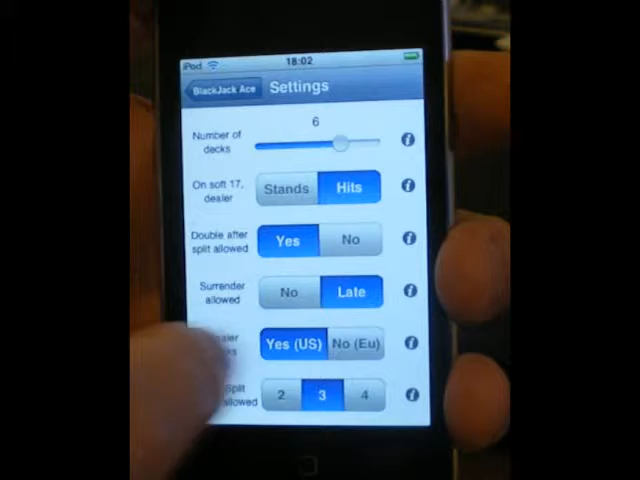 iPod 18:02
BlackJack Ace Settings
6
Number of
decks
On soft 17,
dealer
Stands Hits
Double after
split allowed
Yes No
Surrender
allowed
No Late
Yes (US) No (Eu)
Split
allowed
2 3 4